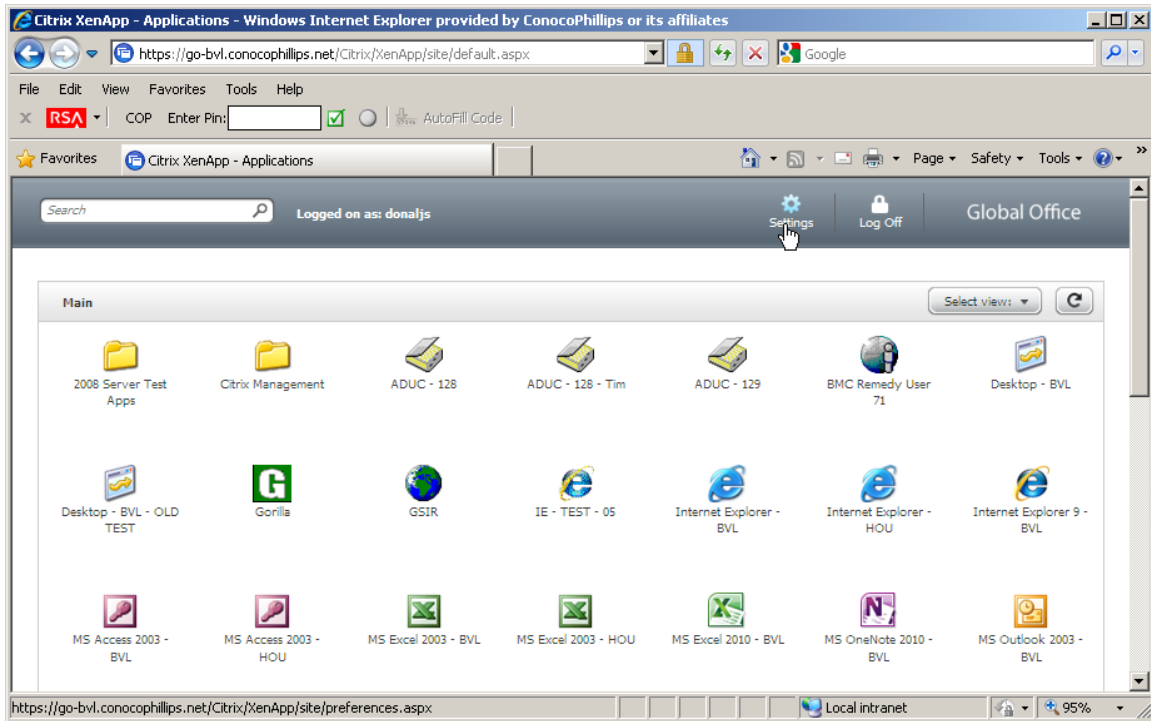 Citrix XenApp - Applications - Windows Internet Explorer provided by ConocoPhillips or its affiliates
https://go-bvl.conocophillips.net/Citrix/XenApp/site/default.aspx
Google
File Edit View Favorites Tools Help
x RSA COP Enter Pin: AutoFill Code
Favorites Citrix XenApp - Applications Page Safety Tools >>
Search Logged on as: donaljs Settings Log Off Global Office
Main Select view:
2008 Server Test Apps
Citrix Management
ADUC - 128
ADUC - 128 - Tim
ADUC - 129
BMC Remedy User 71
Desktop - BVL
Desktop - BVL - OLD TEST
G
Gorilla
GSIR
IE - TEST - 05
Internet Explorer - BVL
Internet Explorer - HOU
Internet Explorer 9 - BVL
MS Access 2003 - BVL
MS Access 2003 - HOU
MS Excel 2003 - BVL
MS Excel 2003 - HOU
MS Excel 2010 - BVL
MS OneNote 2010 - BVL
MS Outlook 2003 - BVL
https://go-bvl.conocophillips.net/Citrix/XenApp/site/preferences.aspx Local intranet 95%